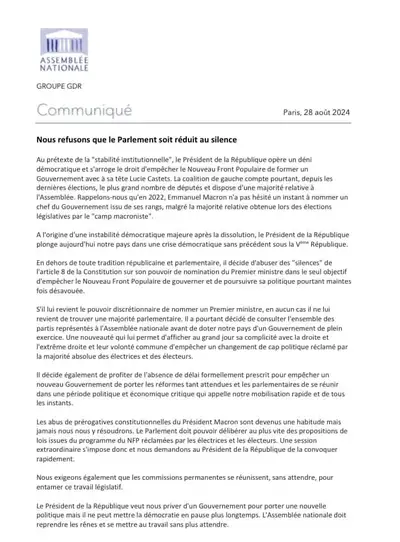 ASSEMBLÉE
NATIONALE
GROUPE GDR
Communiqué
Paris, 28 août 2024
Nous refusons que le Parlement soit réduit au silence
Au prétexte de la "stabilité institutionnelle", le Président de la République opère un déni
démocratique et s'arroge le droit d'empêcher le Nouveau Front Populaire de former un
Gouvernement avec à sa tête Lucie Castets. La coalition de gauche compte pourtant, depuis les
dernières élections, le plus grand nombre de députés et dispose d'une majorité relative à
l'Assemblée. Rappelons-nous qu'en 2022, Emmanuel Macron n'a pas hésité un instant à nommer un
chef du Gouvernement issu de ses rangs, malgré la majorité relative obtenue lors des élections
législatives par le "camp macroniste".
A l'origine d'une instabilité démocratique majeure après la dissolution, le Président de la République
plonge aujourd'hui notre pays dans une crise démocratique sans précédent sous la Vème République.
En dehors de toute tradition républicaine et parlementaire, il décide d'abuser des "silences" de
l'article 8 de la Constitution sur son pouvoir de nomination du Premier ministre dans le seul objectif
d'empêcher le Nouveau Front Populaire de gouverner et de poursuivre sa politique pourtant maintes
fois désavouée.
S'il lui revient le pouvoir discrétionnaire de nommer un Premier ministre, en aucun cas il ne lui
revient de trouver une majorité parlementaire. Il a pourtant décidé de consulter l'ensemble des
partis représentés à l'Assemblée nationale avant de doter notre pays d'un Gouvernement de plein
exercice. Une nouveauté qui lui permet d'afficher au grand jour sa complicité avec la droite et
l'extrême droite et leur volonté commune d'empêcher un changement de cap politique réclamé par
la majorité absolue des électrices et des électeurs.
Il décide également de profiter de l'absence de délai formellement prescrit pour empêcher un
nouveau Gouvernement de porter les réformes tant attendues et les parlementaires de se réunir
dans une période politique et économique critique qui appelle notre mobilisation rapide et de tous
les instants.
Les abus de prérogatives constitutionnelles du Président Macron sont devenus une habitude mais
jamais nous nous y résoudrons. Le Parlement doit pouvoir délibérer au plus vite des propositions de
lois issues du programme du NFP réclamées par les électrices et les électeurs. Une session
extraordinaire s'impose donc et nous demandons au Président de la République de la convoquer
rapidement.
Nous exigeons également que les commissions permanentes se réunissent, sans attendre, pour
entamer ce travail législatif.
Le Président de la République veut nous priver d'un Gouvernement pour porter une nouvelle
politique mais il ne peut mettre la démocratie en pause plus longtemps. L'Assemblée nationale doit
reprendre les rênes et se mettre au travail sans plus attendre.